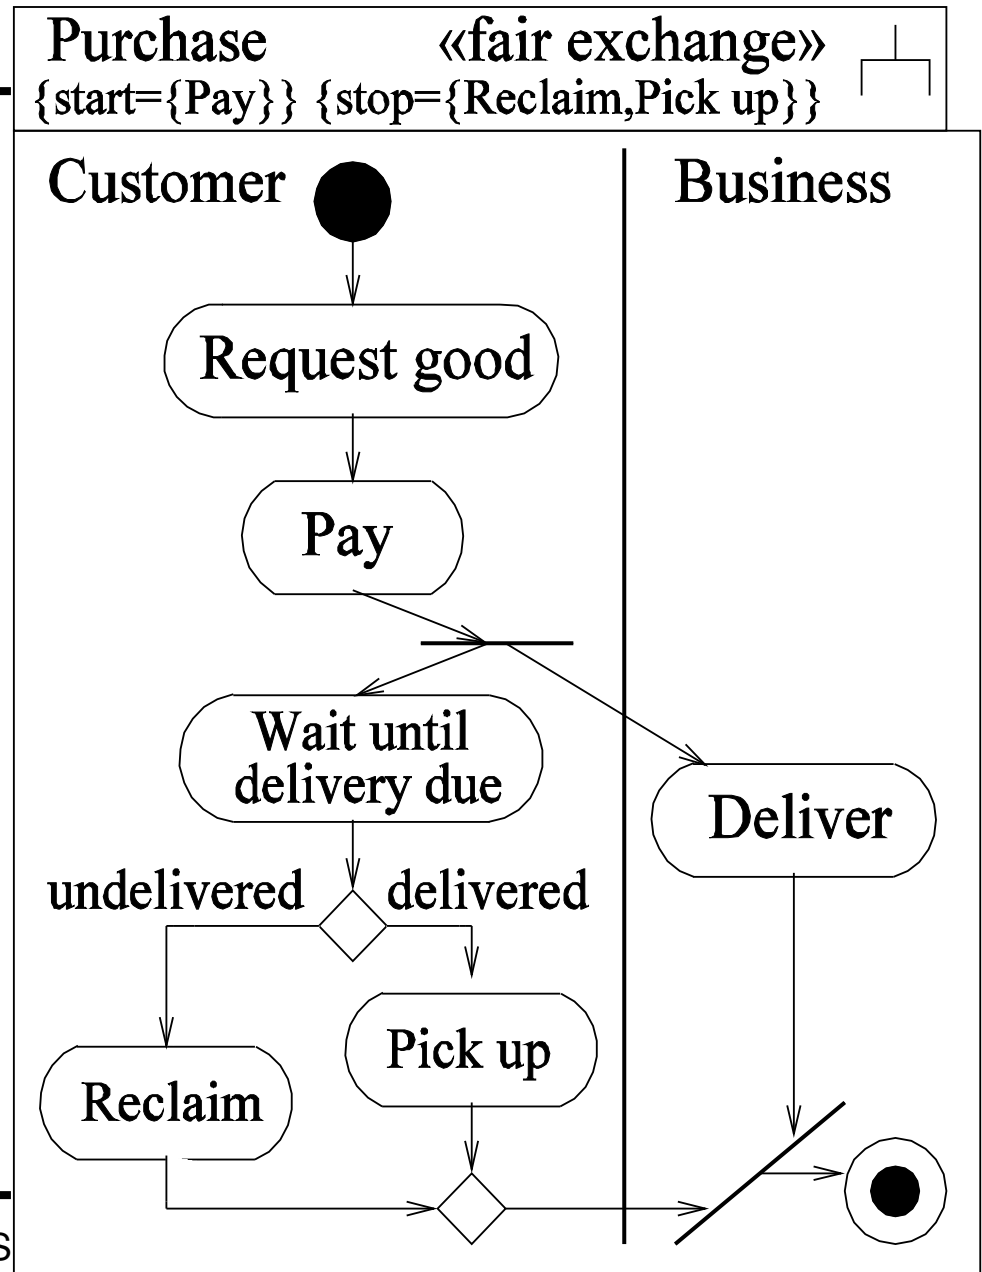 Purchase «fair exchange»
{start={Pay}} {stop={Reclaim,Pick up}}
Customer
Business
Request good
Pay
Wait until
delivery due
Deliver
undelivered
delivered
Pick up
Reclaim
s